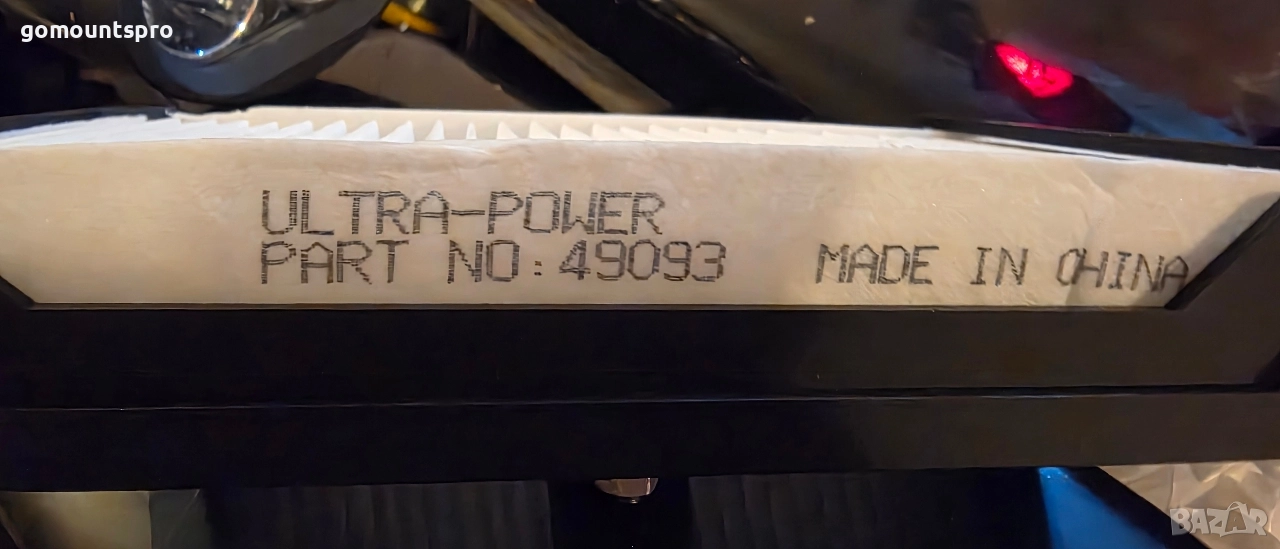 gomountspro
ULTRA-POWER
PART NO:49093 MADE IN CHINA
BAZAR